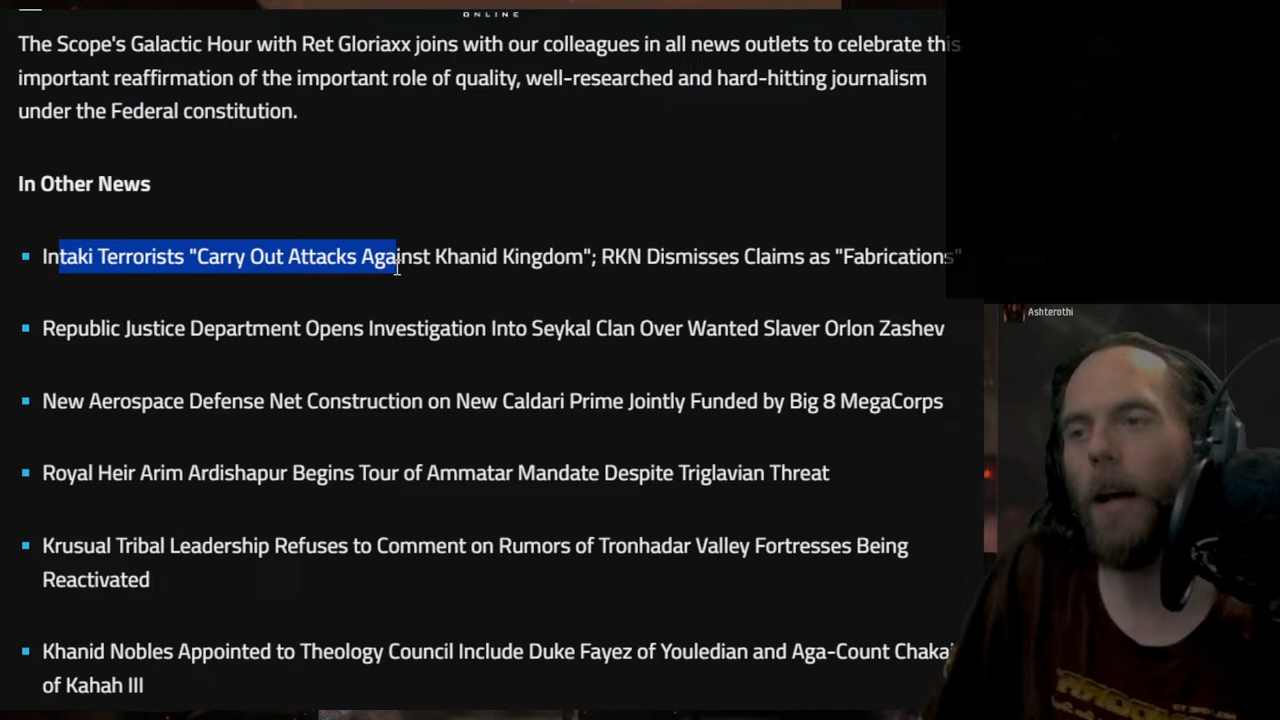 ONLINE
The Scope's Galactic Hour with Ret Gloriaxx joins with our colleagues in all news outlets to celebrate this
important reaffirmation of the important role of quality, well-researched and hard-hitting journalism
under the Federal constitution.
In Other News
Intaki Terrorists "Carry Out Attacks Against Khanid Kingdom"; RKN Dismisses Claims as "Fabrications"
Ashterothi
Republic Justice Department Opens Investigation Into Seykal Clan Over Wanted Slaver Orlon Zashev
New Aerospace Defense Net Construction on New Caldari Prime Jointly Funded by Big 8 MegaCorps
Royal Heir Arim Ardishapur Begins Tour of Ammatar Mandate Despite Triglavian Threat
Krusual Tribal Leadership Refuses to Comment on Rumors of Tronhadar Valley Fortresses Being
Reactivated
Khanid Nobles Appointed to Theology Council Include Duke Fayez of Youledian and Aga-Count Chakai
of Kahah III